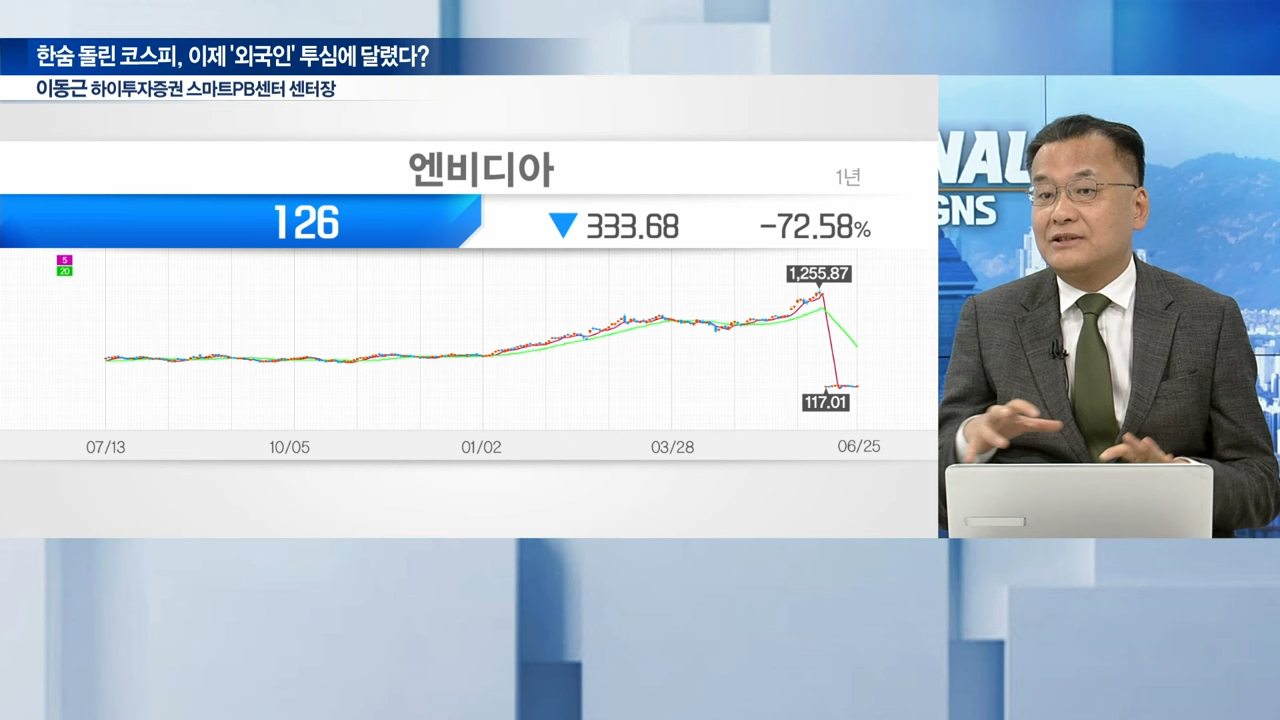 한숨 돌린 코스피, 이제 '외국인' 투심에 달렸다?
이동근 하이투자증권 스마트PB센터 센터장
엔비디아
1년
126 ▼ 333.68 -72.58%
5
20
1,255.87
117.01
07/13 10/05 01/02 03/28 06/25
NAL
GNS